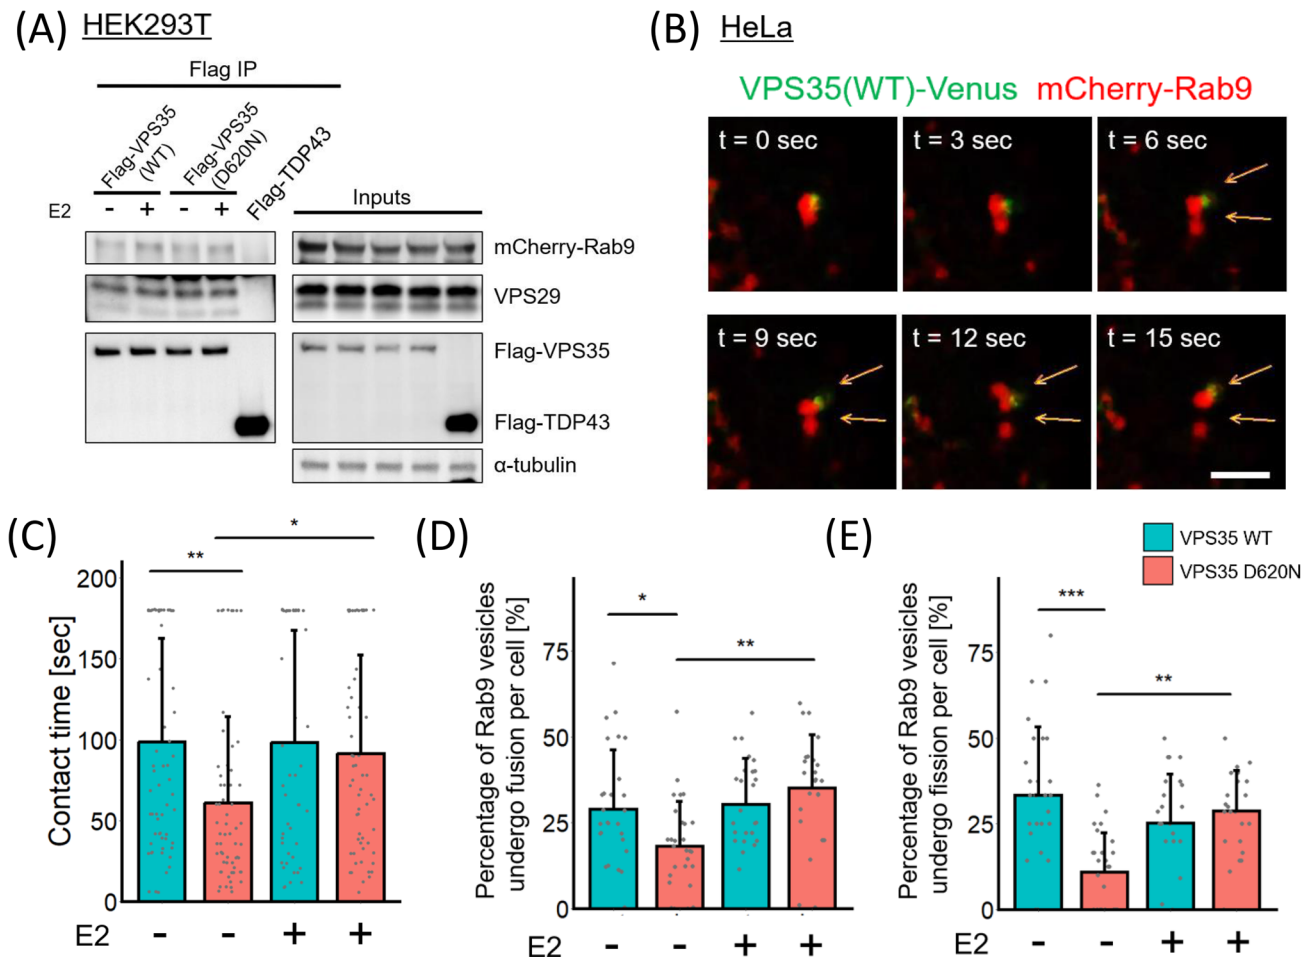 (A) HEK293T
Flag IP
Flag-VPS35
(WT)
Flag-VPS35
(D620N)
Flag-TDP43
Inputs
E2 - + - +
mCherry-Rab9
VPS29
Flag-VPS35
Flag-TDP43
α-tubulin
(B) HeLa
VPS35(WT)-Venus mCherry-Rab9
t = 0 sec
t = 3 sec
t = 6 sec
t = 9 sec
t = 12 sec
t = 15 sec
(C)
Contact time [sec]
200
150
100
50
0
**
*
E2 - - + +
(D)
Percentage of Rab9 vesicles
undergo fusion per cell [%]
75
50
25
0
*
**
E2 - - + +
(E)
VPS35 WT
VPS35 D620N
Percentage of Rab9 vesicles
undergo fission per cell [%]
75
50
25
0
***
**
E2 - - + +